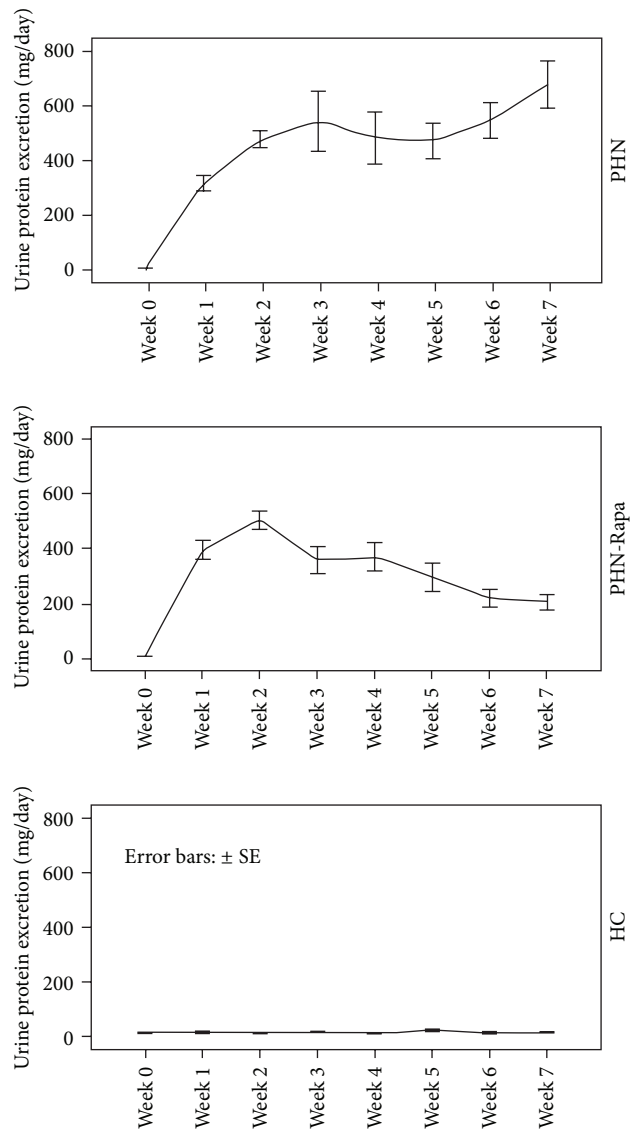 Urine protein excretion (mg/day)
800
600
400
200
0
Week 0
Week 1
Week 2
Week 3
Week 4
Week 5
Week 6
Week 7
PHN
Urine protein excretion (mg/day)
800
600
400
200
0
Week 0
Week 1
Week 2
Week 3
Week 4
Week 5
Week 6
Week 7
PHN-Rapa
Urine protein excretion (mg/day)
800
600
400
200
0
Error bars: ± SE
Week 0
Week 1
Week 2
Week 3
Week 4
Week 5
Week 6
Week 7
HC